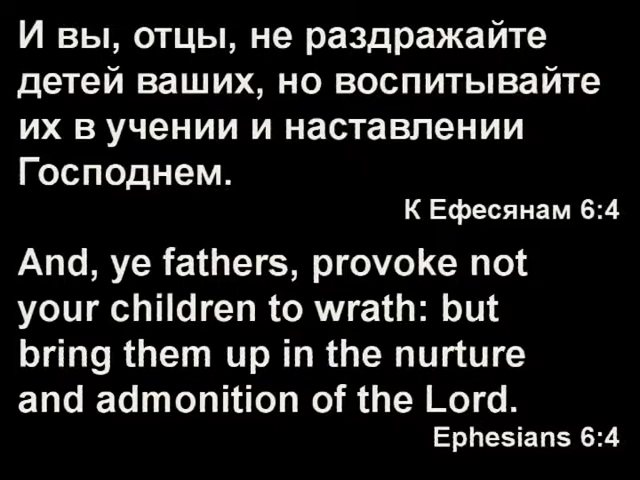 И вы, отцы, не раздражайте
детей ваших, но воспитывайте
их в учении и наставлении
Господнем.
К Ефесянам 6:4
And, ye fathers, provoke not
your children to wrath: but
bring them up in the nurture
and admonition of the Lord.
Ephesians 6:4